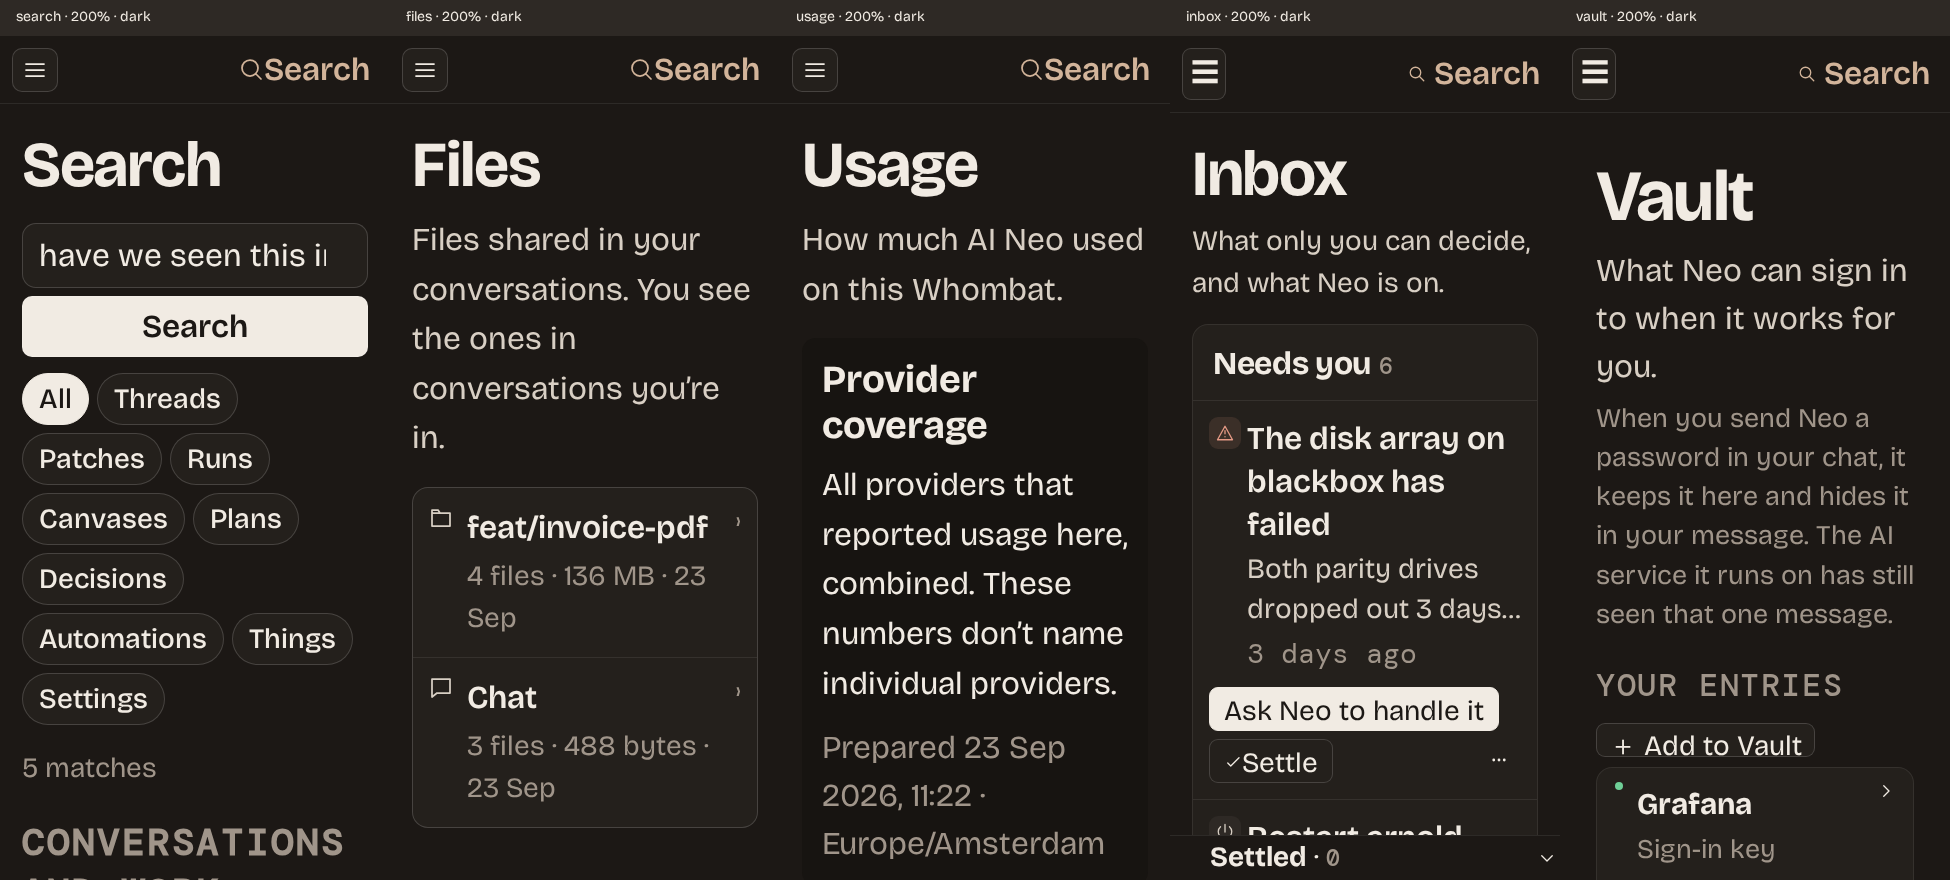 search · 200% · dark
Search
Search
have we seen this i
Search
All
Threads
Patches
Runs
Canvases
Plans
Decisions
Automations
Things
Settings
5 matches
CONVERSATIONS
files · 200% · dark
Search
Files
Files shared in your
conversations. You see
the ones in
conversations you’re
in.
feat/invoice-pdf
4 files · 136 MB · 23
Sep
Chat
3 files · 488 bytes ·
23 Sep
usage · 200% · dark
Search
Usage
How much AI Neo used
on this Whombat.
Provider
coverage
All providers that
reported usage here,
combined. These
numbers don’t name
individual providers.
Prepared 23 Sep
2026, 11:22 ·
Europe/Amsterdam
inbox · 200% · dark
Search
Inbox
What only you can decide,
and what Neo is on.
Needs you 6
The disk array on
blackbox has
failed
Both parity drives
dropped out 3 days…
3 days ago
Ask Neo to handle it
Settle
Settled · 0
vault · 200% · dark
Search
Vault
What Neo can sign in
to when it works for
you.
When you send Neo a
password in your chat, it
keeps it here and hides it
in your message. The AI
service it runs on has still
seen that one message.
YOUR ENTRIES
+ Add to Vault
Grafana
Sign-in key